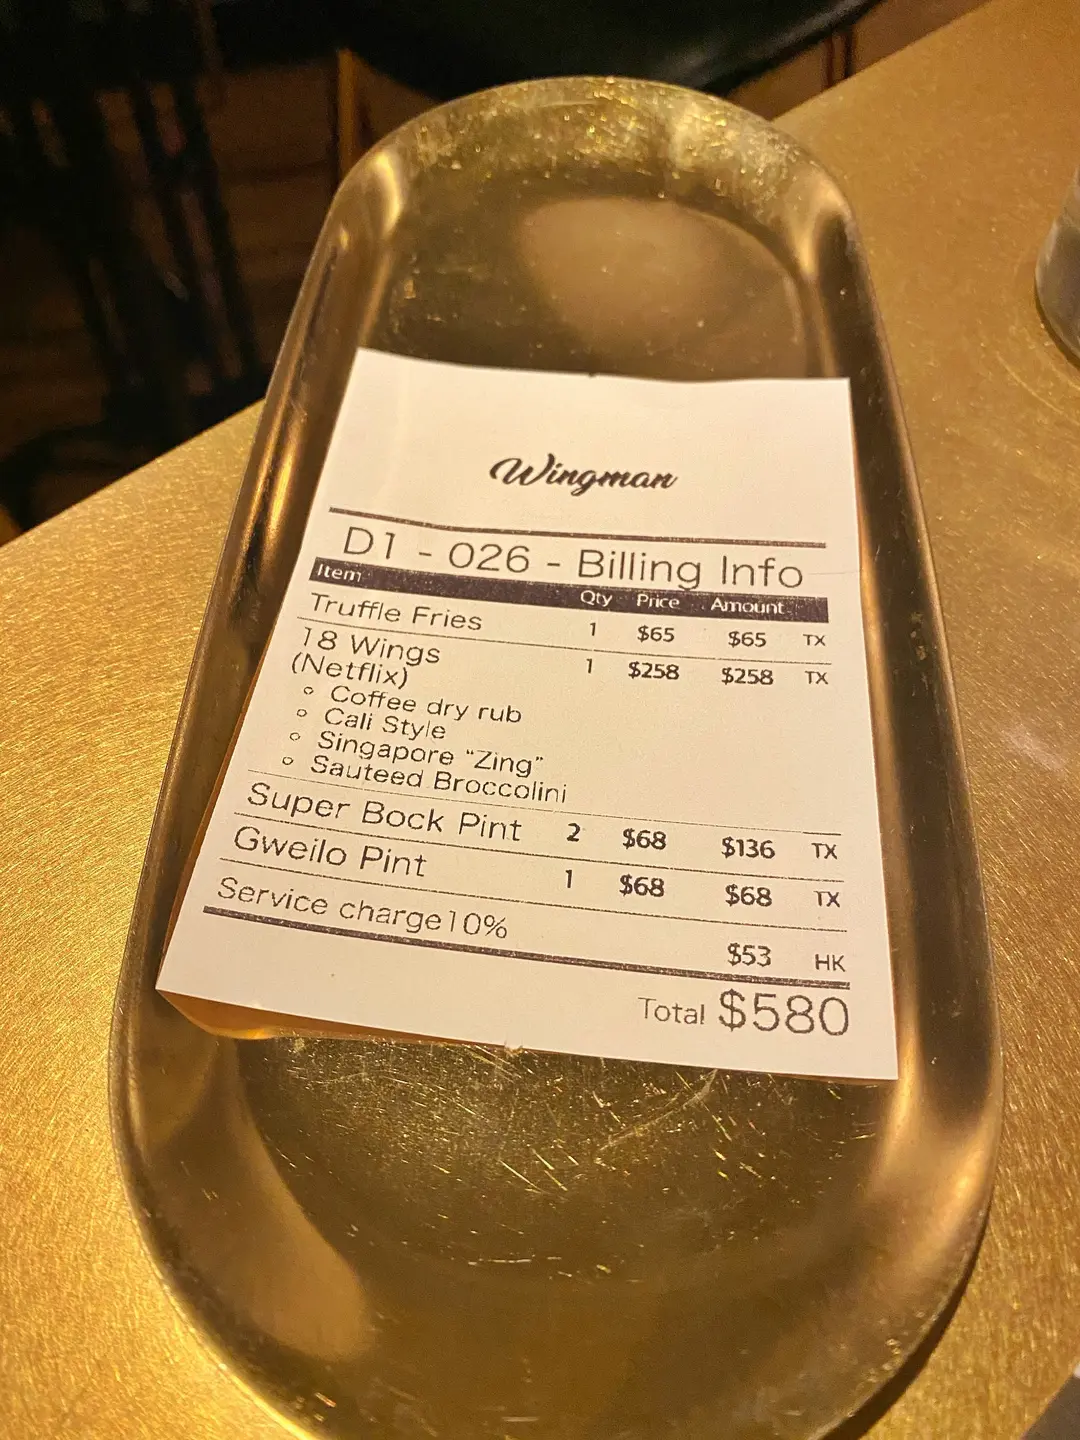 Wingman
D1 - 026 - Billing Info
Item Qty Price Amount
Truffle Fries 1 $65 $65 TX
18 Wings 1 $258 $258 TX
(Netflix)
Coffee dry rub
Cali Style
Singapore “Zing”
Sauteed Broccolini
Super Bock Pint 2 $68 $136 TX
Gweilo Pint 1 $68 $68 TX
Service charge10% $53 HK
Total $580